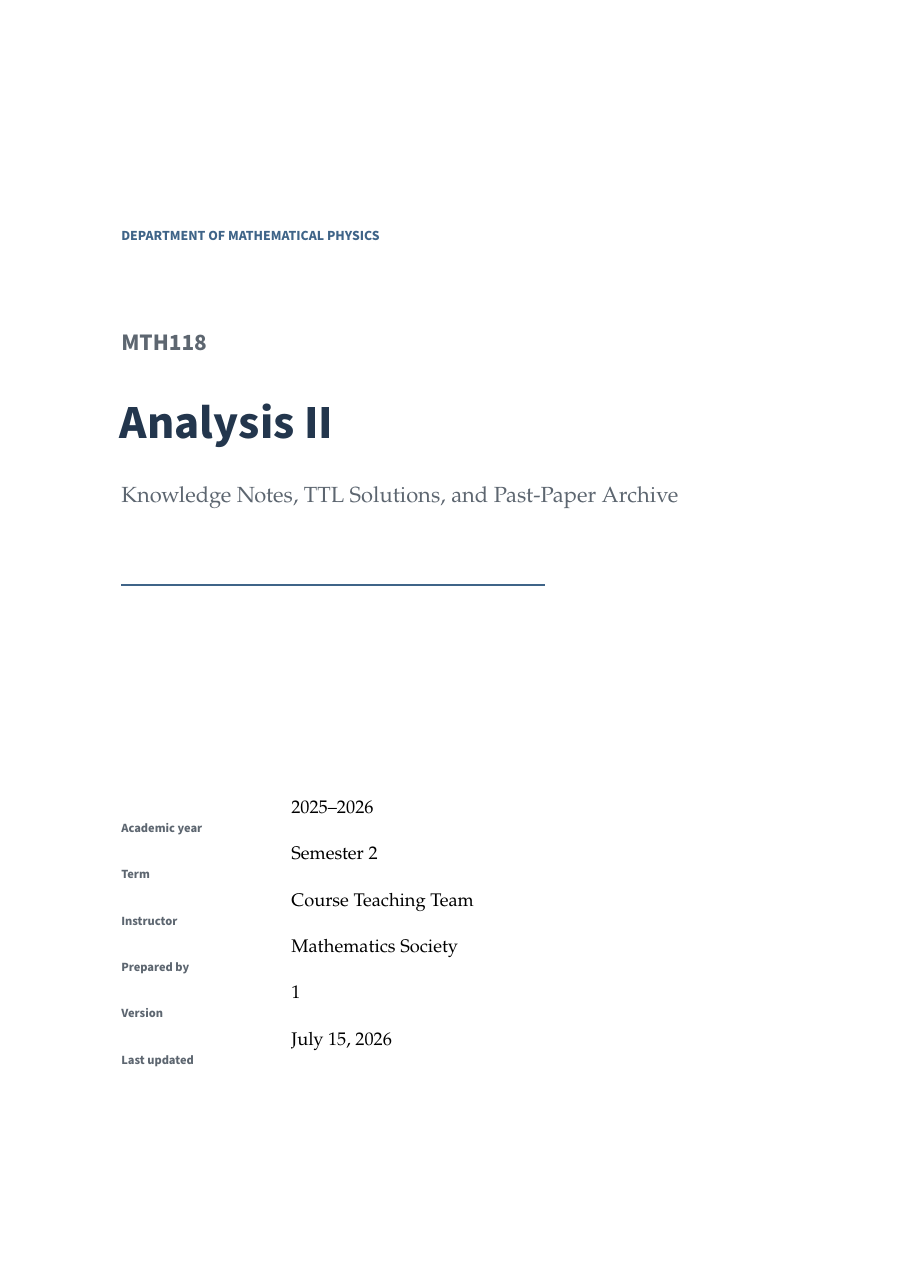 DEPARTMENT OF MATHEMATICAL PHYSICS
MTH118
Analysis II
Knowledge Notes, TTL Solutions, and Past-Paper Archive
Academic year 2025–2026
Term Semester 2
Instructor Course Teaching Team
Prepared by Mathematics Society
Version 1
Last updated July 15, 2026